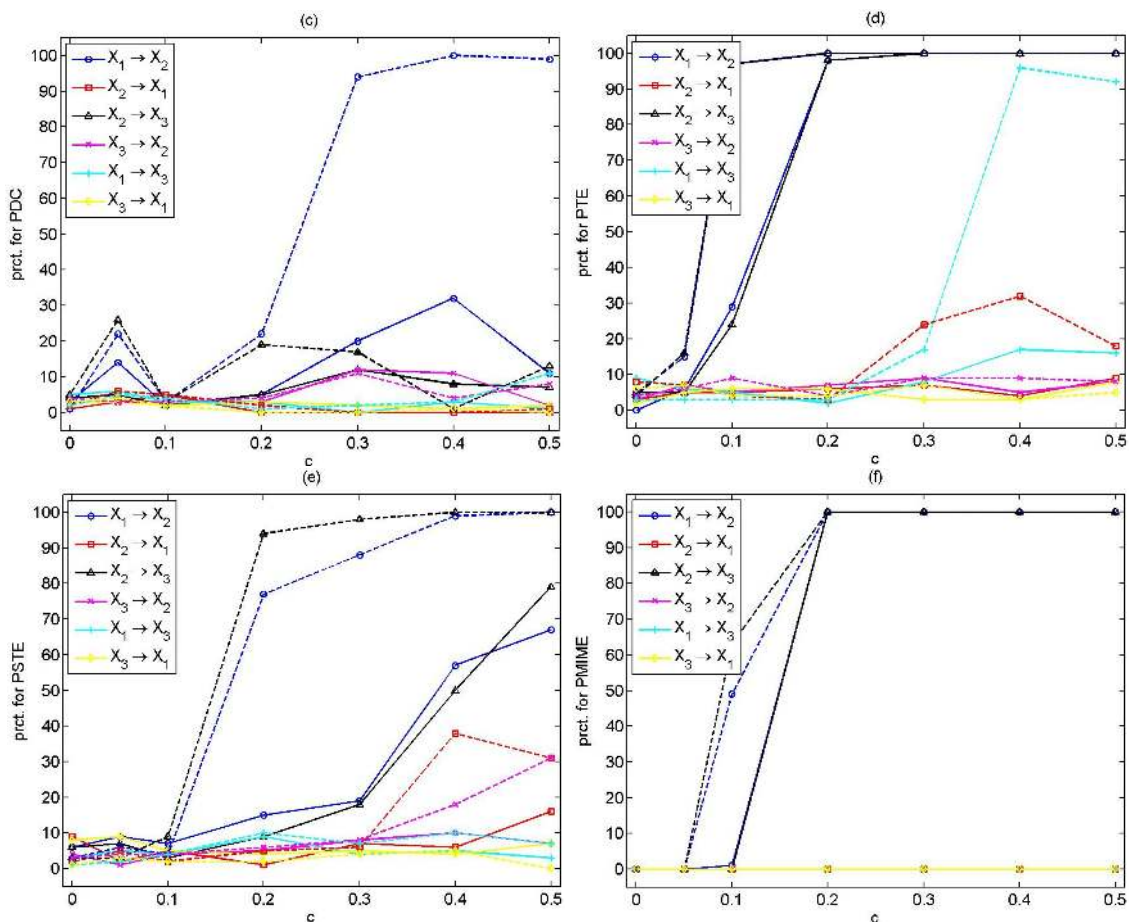 (c)
prct. for PDC
100
90
80
70
60
50
40
30
20
10
0
X₁ → X₂
X₂ → X₁
X₂ → X₃
X₃ → X₂
X₁ → X₃
X₃ → X₁
0 0.1 0.2 0.3 0.4 0.5
c
(d)
prct. for PTE
100
90
80
70
60
50
40
30
20
10
0
X₁ → X₂
X₂ → X₁
X₂ > X₃
X₃ → X₂
X₁ → X₃
X₃ → X₁
0 0.1 0.2 0.3 0.4 0.5
c
(e)
prct. for PSTE
100
90
80
70
60
50
40
30
20
10
0
X₁ → X₂
X₂ → X₁
X₂ > X₃
X₃ → X₂
X₁ → X₃
X₃ → X₁
0 0.1 0.2 0.3 0.4 0.5
c
(f)
prct. for PMIME
100
90
80
70
60
50
40
30
20
10
0
X₁ → X₂
X₂ → X₁
X₂ → X₃
X₃ > X₂
X₁ > X₃
X₃ → X₁
0 0.1 0.2 0.3 0.4 0.5
c